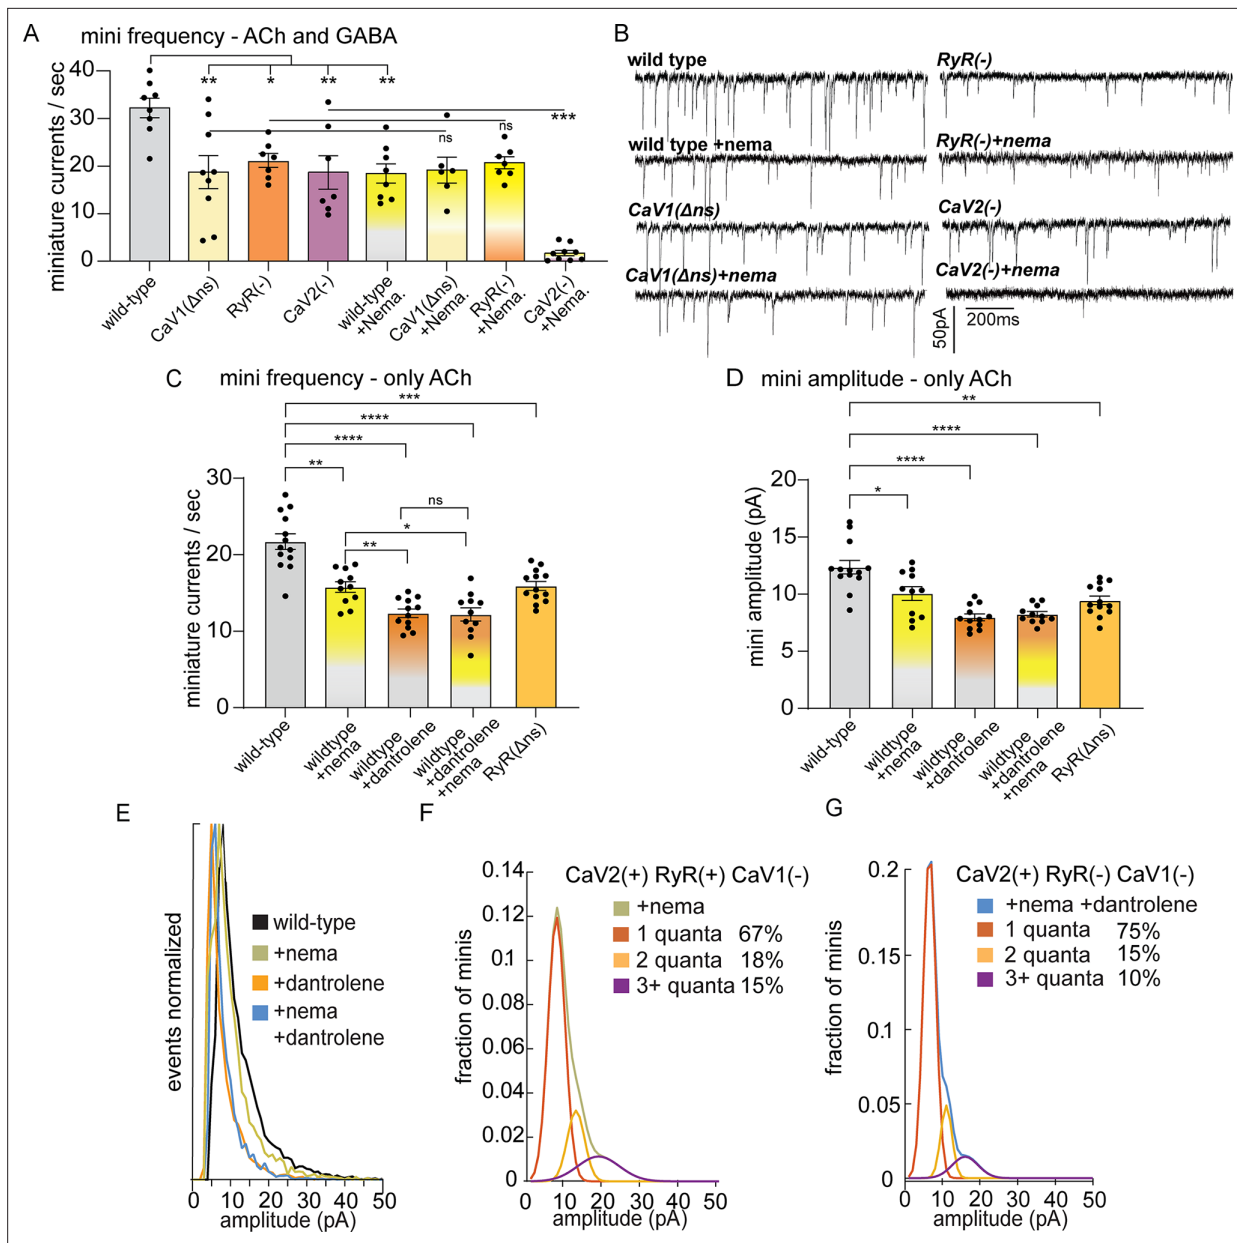 A
mini frequency - ACh and GABA
miniature currents / sec
40
30
20
10
0
**
*
**
**
***
ns
ns
wild-type
CaV1(Δns)
RyR(-)
CaV2(-)
wild-type
+Nema.
CaV1(Δns)
+ Nema.
RyR(-)
+Nema.
CaV2(-)
+ Nema.
B
wild type
wild type +nema
CaV1(Δns)
CaV1(Δns)+nema
RyR(-)
RyR(-)+nema
CaV2(-)
CaV2(-)+nema
50pA
200ms
C
mini frequency - only ACh
miniature currents / sec
30
20
10
0
***
****
****
**
ns
*
**
wild-type
wildtype
+nema
wildtype
+dantrolene
wildtype
+dantrolene
+nema
RyR(Δns)
D
mini amplitude - only ACh
mini amplitude (pA)
20
15
10
5
0
**
****
****
*
wild-type
wildtype
+nema
wildtype
+dantrolene
wildtype
+dantrolene
+nema
RyR(Δns)
E
events normalized
wild-type
+nema
+dantrolene
+nema
+dantrolene
0 10 20 30 40 50
amplitude (pA)
F
fraction of minis
0.14
0.12
0.1
0.08
0.06
0.04
0.02
0
CaV2(+) RyR(+) CaV1(-)
+nema
1 quanta 67%
2 quanta 18%
3+ quanta 15%
10 20 30 40 50
amplitude (pA)
G
fraction of minis
0.2
0.15
0.1
0.05
0
CaV2(+) RyR(-) CaV1(-)
+nema +dantrolene
1 quanta 75%
2 quanta 15%
3+ quanta 10%
0 10 20 30 40 50
amplitude (pA)